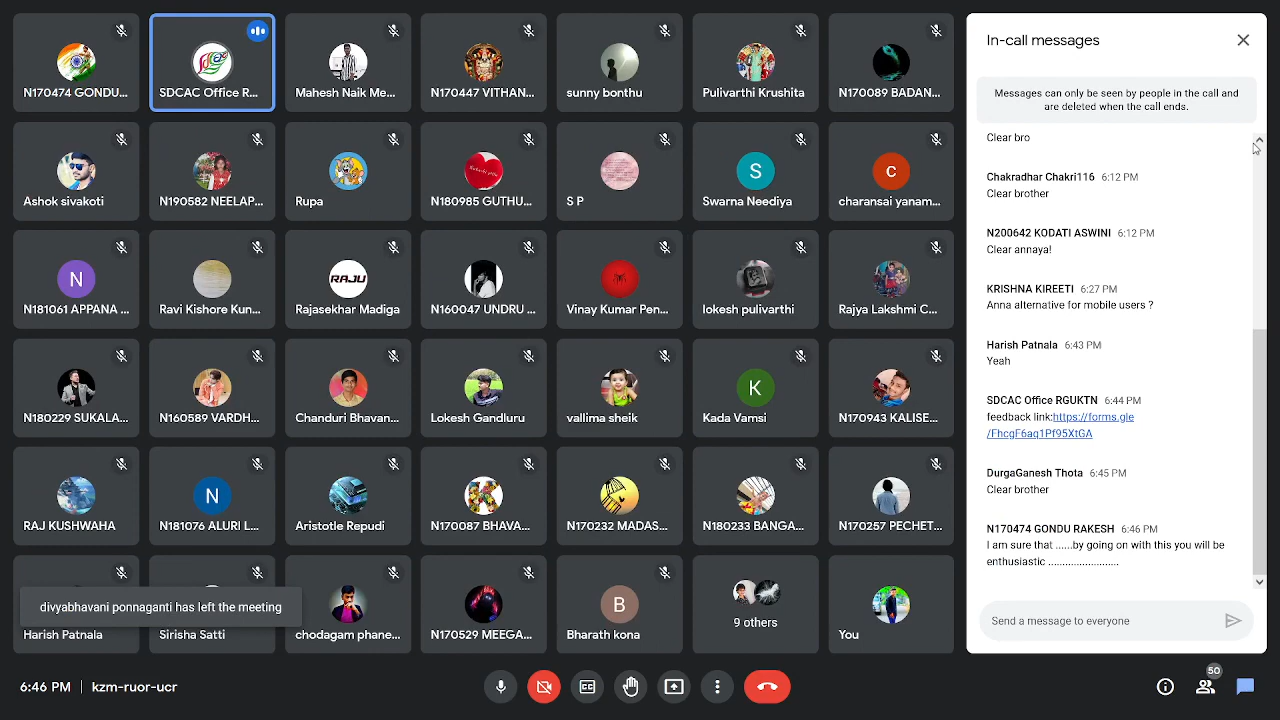 N170474 GONDU...
SDCAC Office R...
Mahesh Naik Me...
N170447 VITHAN...
sunny bonthu
Pulivarthi Krushita
N170089 BADAN...
Ashok sivakoti
N190582 NEELAP...
Rupa
N180985 GUTHU...
S P
S
Swarna Neediya
c
charansai yanam...
N
N181061 APPANA ...
Ravi Kishore Kun...
RAJU
Rajasekhar Madiga
N160047 UNDRU ...
Vinay Kumar Pen...
lokesh pulivarthi
Rajya Lakshmi C...
N180229 SUKALA...
N160589 VARDH...
Chanduri Bhavan...
Lokesh Gandluru
vallima sheik
K
Kada Vamsi
N170943 KALISE...
RAJ KUSHWAHA
N
N181076 ALURI L...
Aristotle Repudi
N170087 BHAVA...
N170232 MADAS...
N180233 BANGA...
N170257 PECHET...
divyabhavani ponnaganti has left the meeting
Harish Patnala
Sirisha Satti
chodagam phane...
N170529 MEEGA...
B
Bharath kona
9 others
You
6:46 PM | kzm-ruor-ucr
50
In-call messages
Messages can only be seen by people in the call and
are deleted when the call ends.
Clear bro
Chakradhar Chakri116 6:12 PM
Clear brother
N200642 KODATI ASWINI 6:12 PM
Clear annaya!
KRISHNA KIREETI 6:27 PM
Anna alternative for mobile users ?
Harish Patnala 6:43 PM
Yeah
SDCAC Office RGUKTN 6:44 PM
feedback link:https://forms.gle
/FhcgF6aq1Pf95XtGA
DurgaGanesh Thota 6:45 PM
Clear brother
N170474 GONDU RAKESH 6:46 PM
I am sure that ......by going on with this you will be
enthusiastic .........................
Send a message to everyone